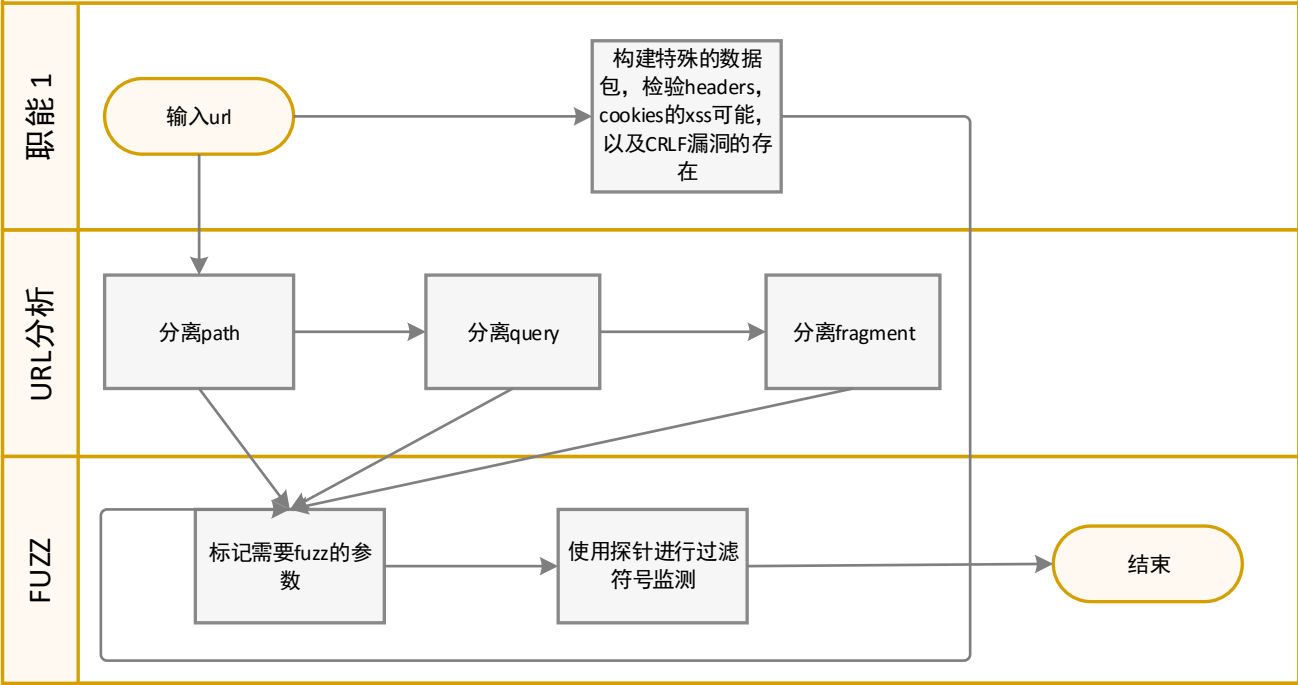 职能 1
输入url
构建特殊的数据
包，检验headers，
cookies的xss可能，
以及CRLF漏洞的存
在
URL分析
分离path
分离query
分离fragment
FUZZ
标记需要fuzz的参
数
使用探针进行过滤
符号监测
结束